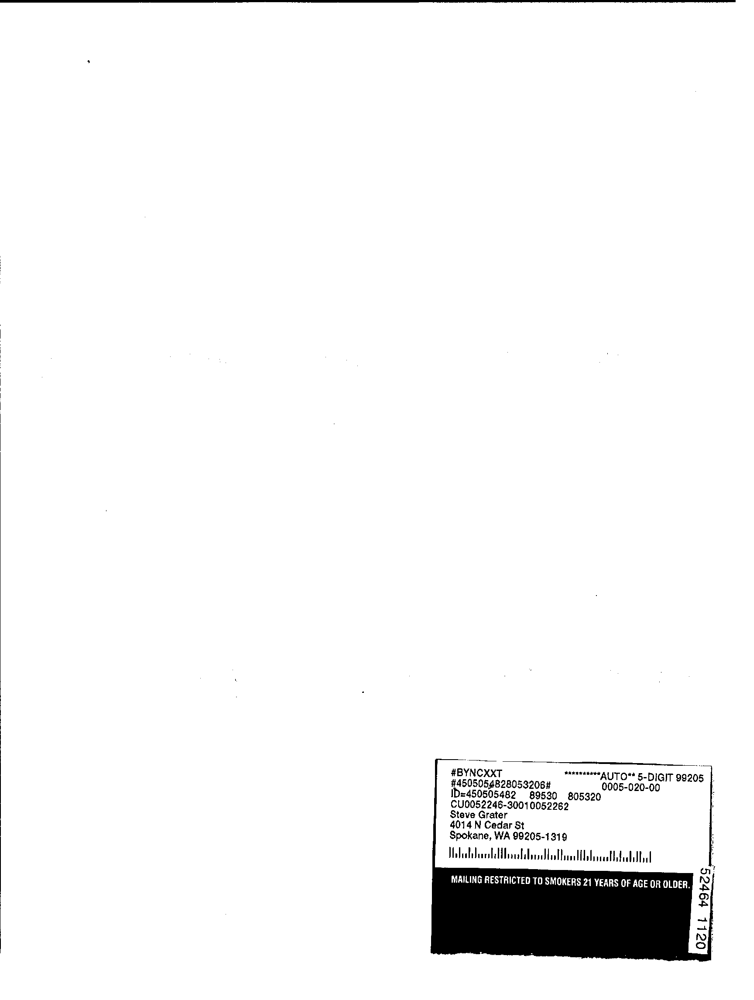 #BYNCXXT **********AUTO** 5-DIGIT 99205
#4505054828053206# 0005-020-00
ID=450505482 89530 805320
CU0052246-30010052262
Steve Grater
4014 N Cedar St
Spokane, WA 99205-1319
MAILING RESTRICTED TO SMOKERS 21 YEARS OF AGE OR OLDER.
52464 1120